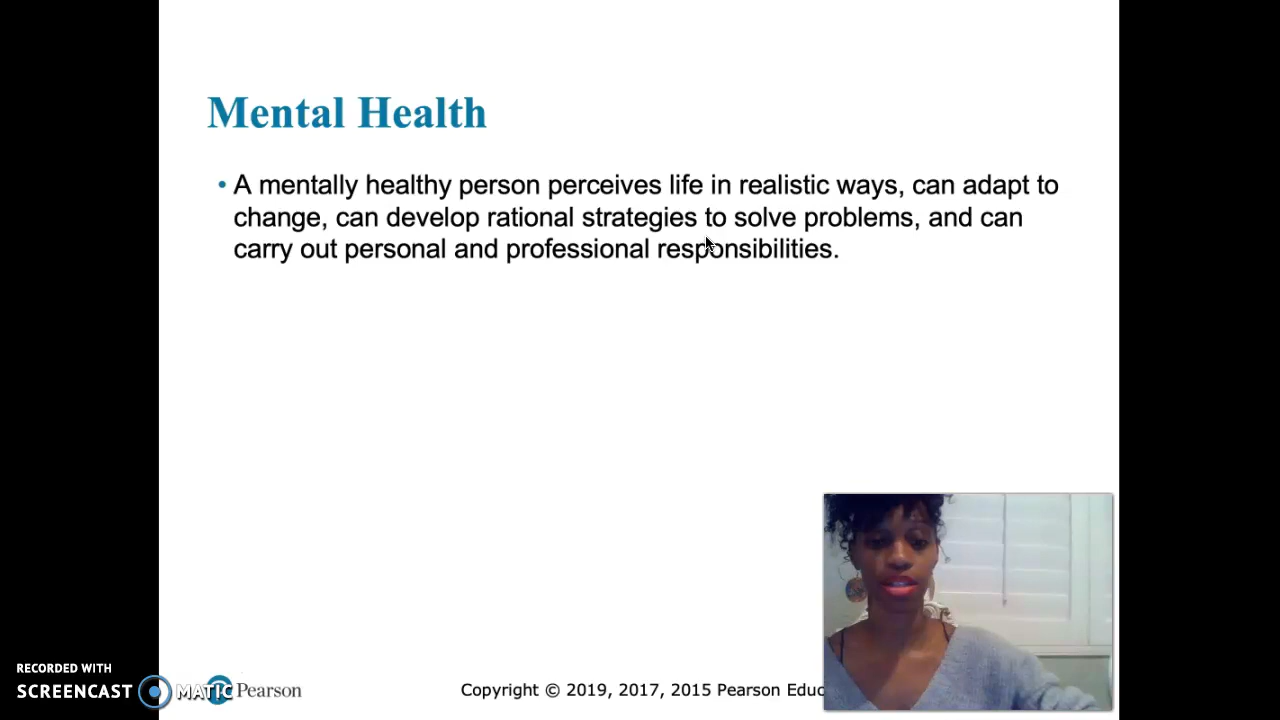 Mental Health
• A mentally healthy person perceives life in realistic ways, can adapt to
change, can develop rational strategies to solve problems, and can
carry out personal and professional responsibilities.
RECORDED WITH
SCREENCAST MATIC
Pearson
Copyright © 2019, 2017, 2015 Pearson Educ